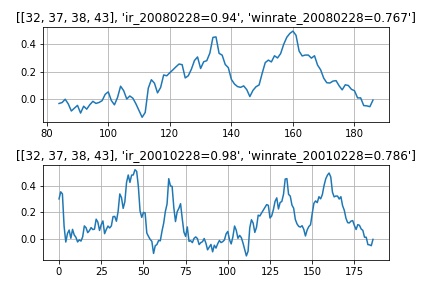 [[32, 37, 38, 43], 'ir_20080228=0.94', 'winrate_20080228=0.767']
0.4
0.2
0.0
80 100 120 140 160 180
[[32, 37, 38, 43], 'ir_20010228=0.98', 'winrate_20010228=0.786']
0.4
0.2
0.0
0 25 50 75 100 125 150 175